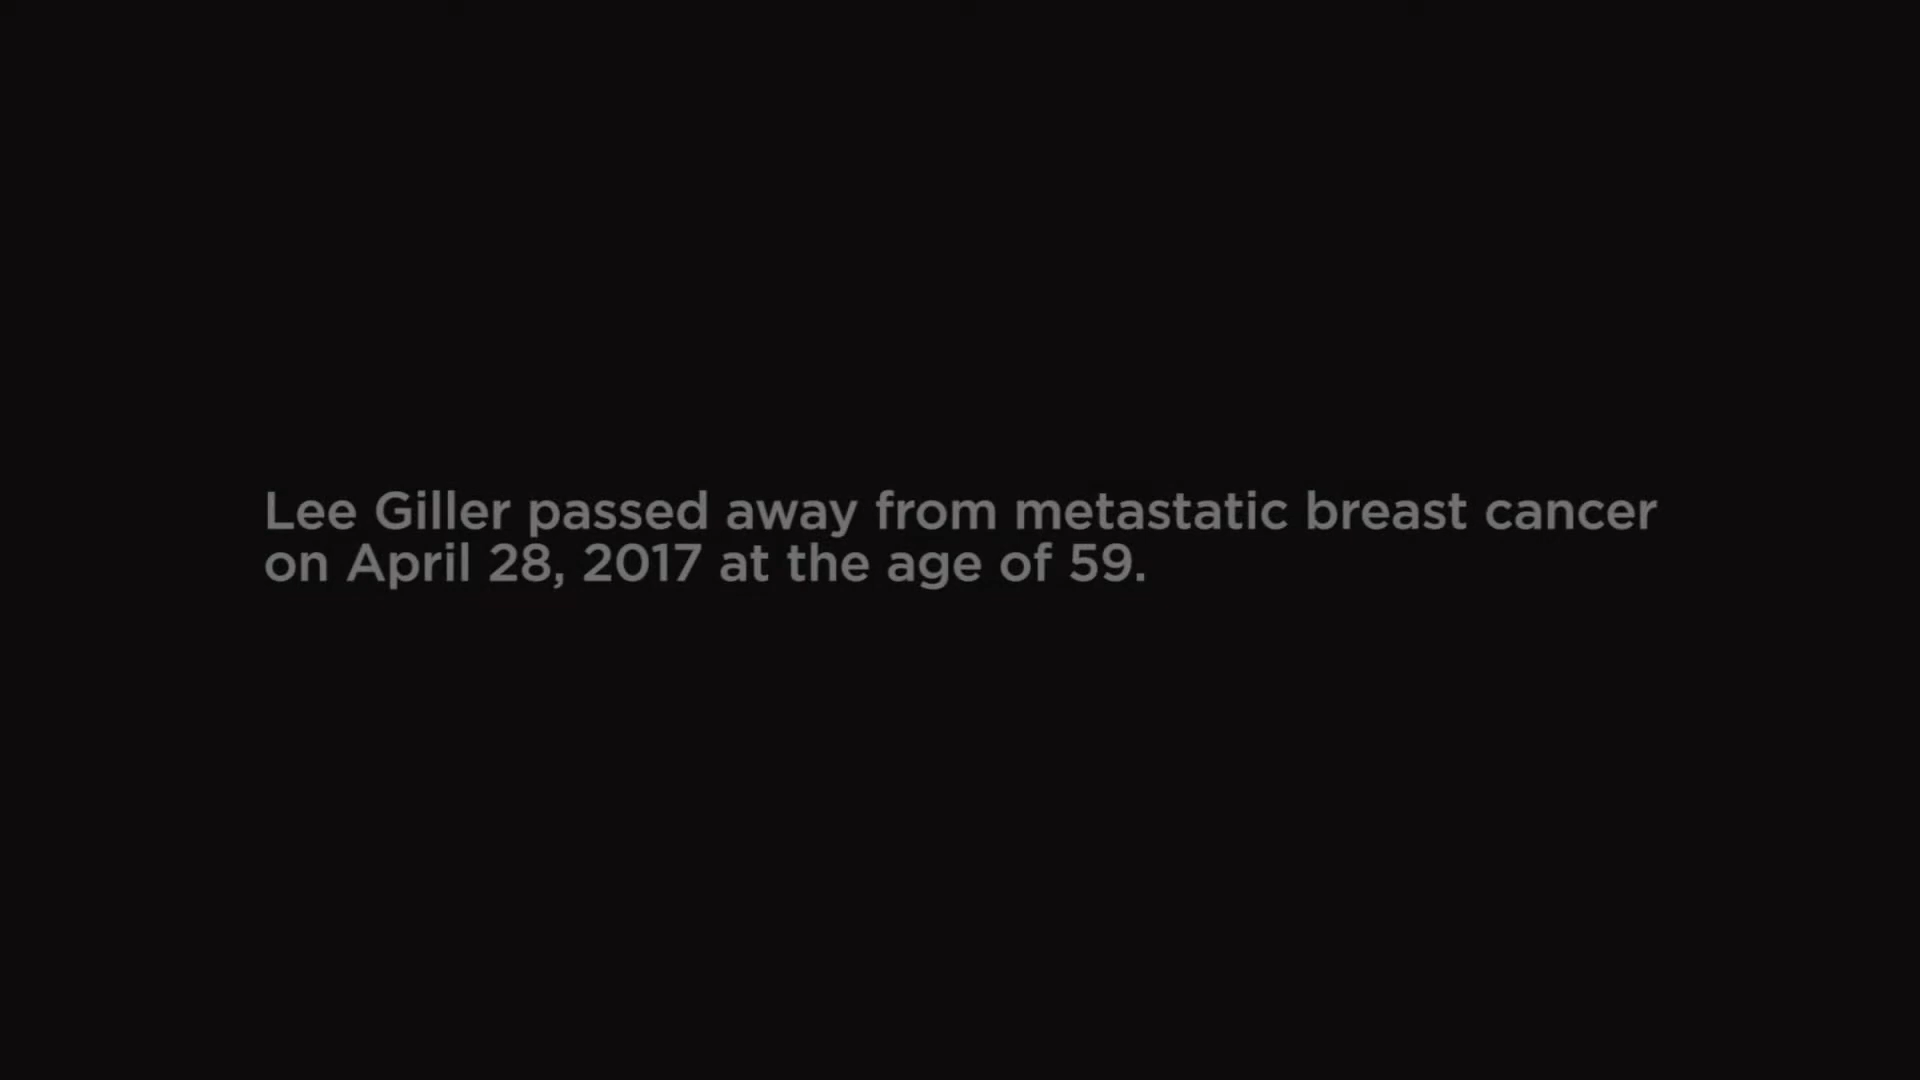 Lee Giller passed away from metastatic breast cancer
on April 28, 2017 at the age of 59.